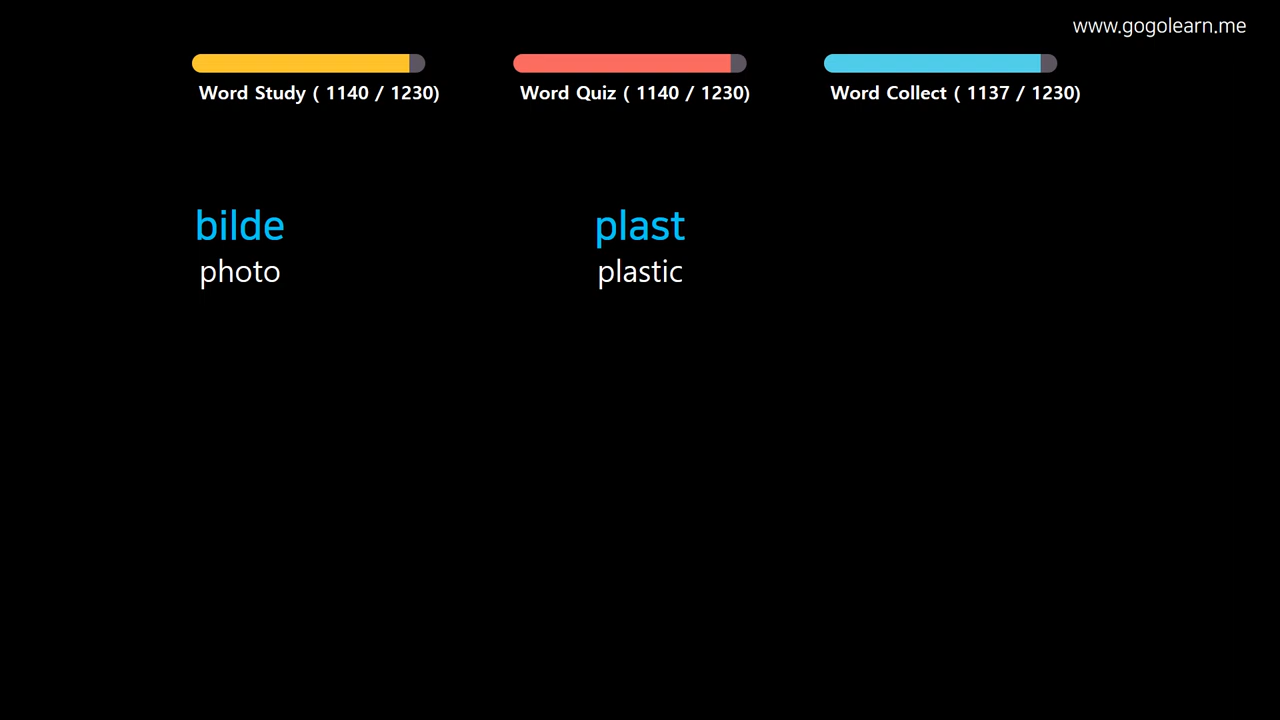 www.gogolearn.me
Word Study ( 1140 / 1230)
Word Quiz ( 1140 / 1230)
Word Collect ( 1137 / 1230)
bilde
photo
plast
plastic